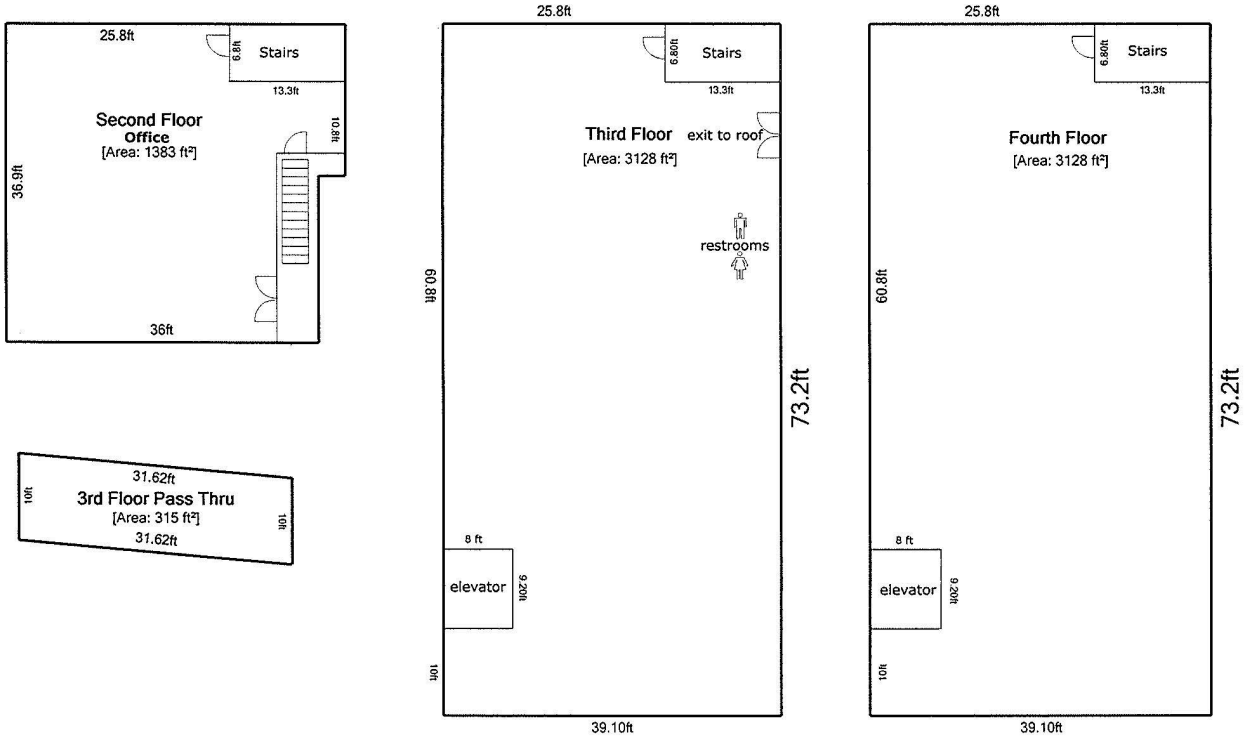 25.8ft
6.8ft
Stairs
13.3ft
Second Floor
Office
[Area: 1383 ft²]
10.8ft
36.9ft
36ft
31.62ft
3rd Floor Pass Thru
[Area: 315 ft²]
31.62ft
10ft
10ft
25.8ft
6.80ft
Stairs
13.3ft
Third Floor
[Area: 3128 ft²]
exit to roof
restrooms
60.8ft
73.2ft
8 ft
elevator
9.20ft
10ft
39.10ft
25.8ft
6.80ft
Stairs
13.3ft
Fourth Floor
[Area: 3128 ft²]
60.8ft
73.2ft
8 ft
elevator
9.20ft
10ft
39.10ft